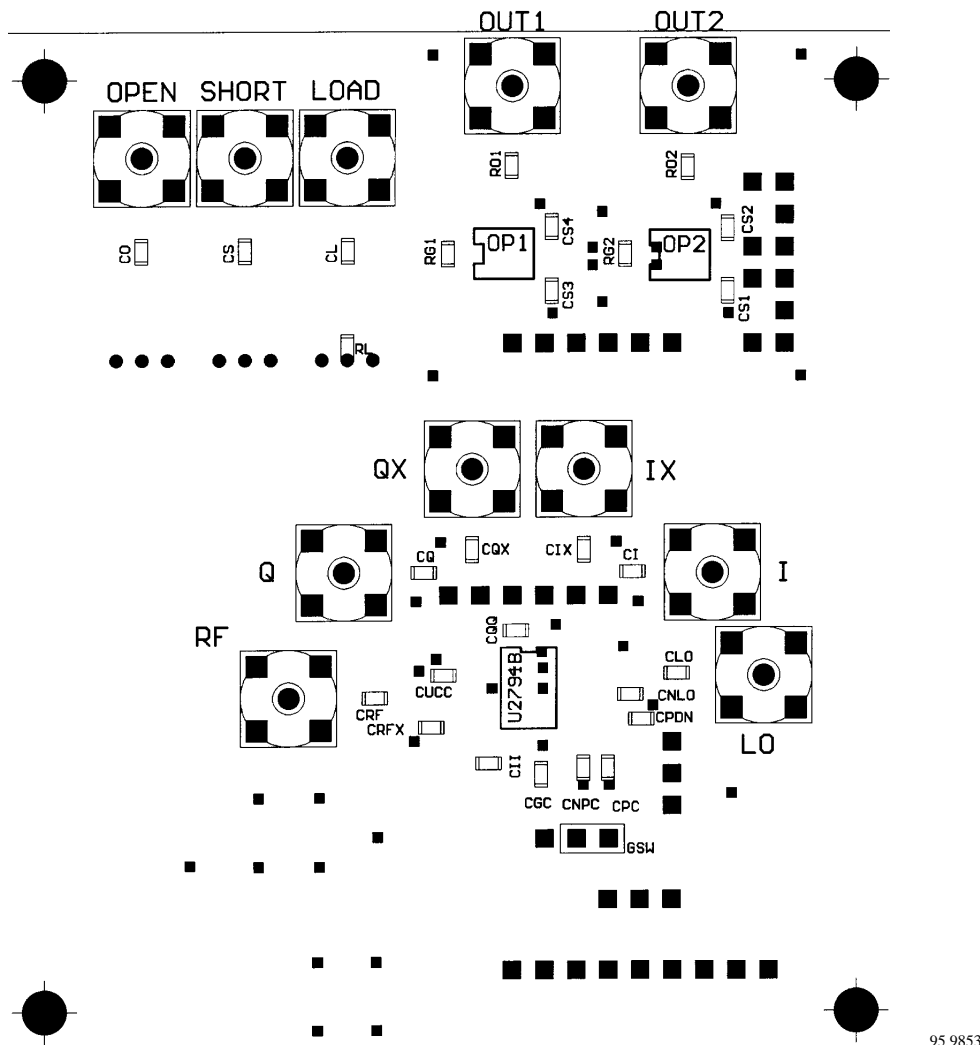 OUT1 OUT2
OPEN SHORT LOAD
RO1 RO2
CO CS CL RG1 OP1 CS4 RG2 OP2 CS2
CS3 CS1
RL
QX IX
Q CQ CQX CIX CI I
RF CQQ
U2794B
CUCC CLO
CRF CNLO
CRFX CPDN
LO
CII
CGC CNPC CPC
GSW
95 9853